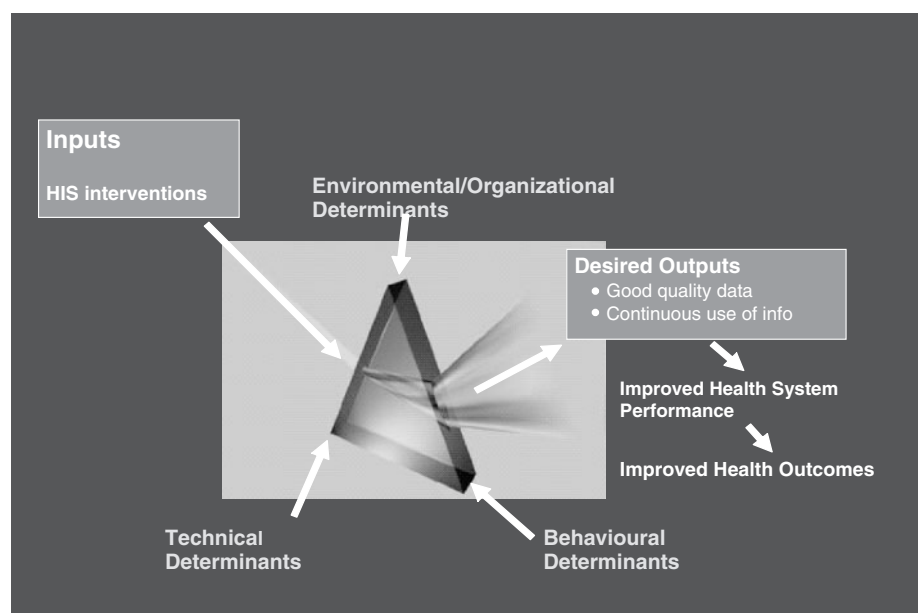 Inputs
HIS interventions
Environmental/Organizational
Determinants
Desired Outputs
• Good quality data
• Continuous use of info
Improved Health System
Performance
Improved Health Outcomes
Technical
Determinants
Behavioural
Determinants